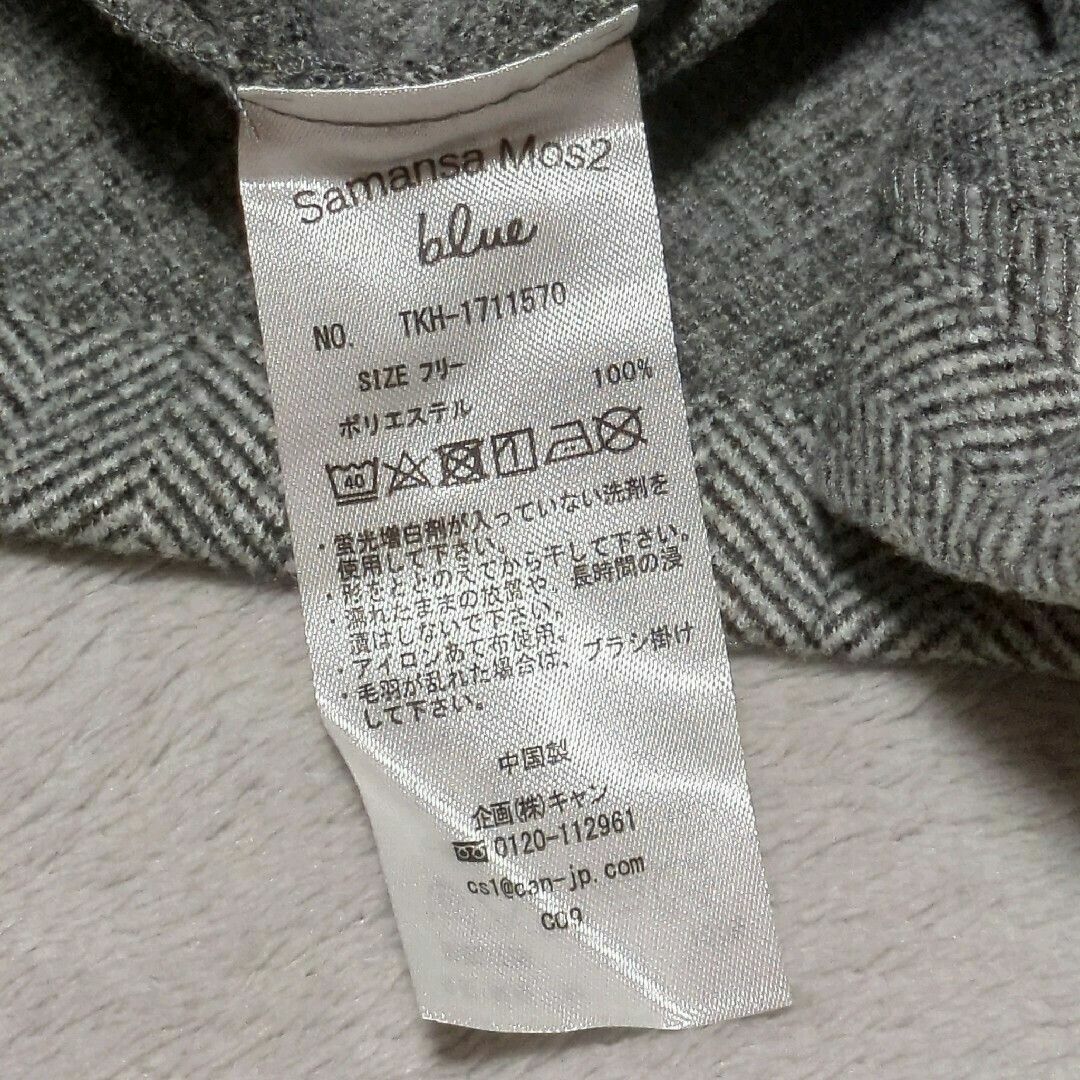 Samansa Mos2
blue
NO. TKH-1711570
SIZE フリー
ポリエステル 100%
40
・蛍光増白剤が入っていない洗剤を
使用して下さい。
・形をととのえてから干して下さい。
・濡れたままの放置や、長時間の浸
漬はしないで下さい。
・アイロンあて布使用。
・毛羽が乱れた場合は、ブラシ掛け
して下さい。
中国製
企画(株)キャン
0120-112961
cs1@can-jp.com
C09